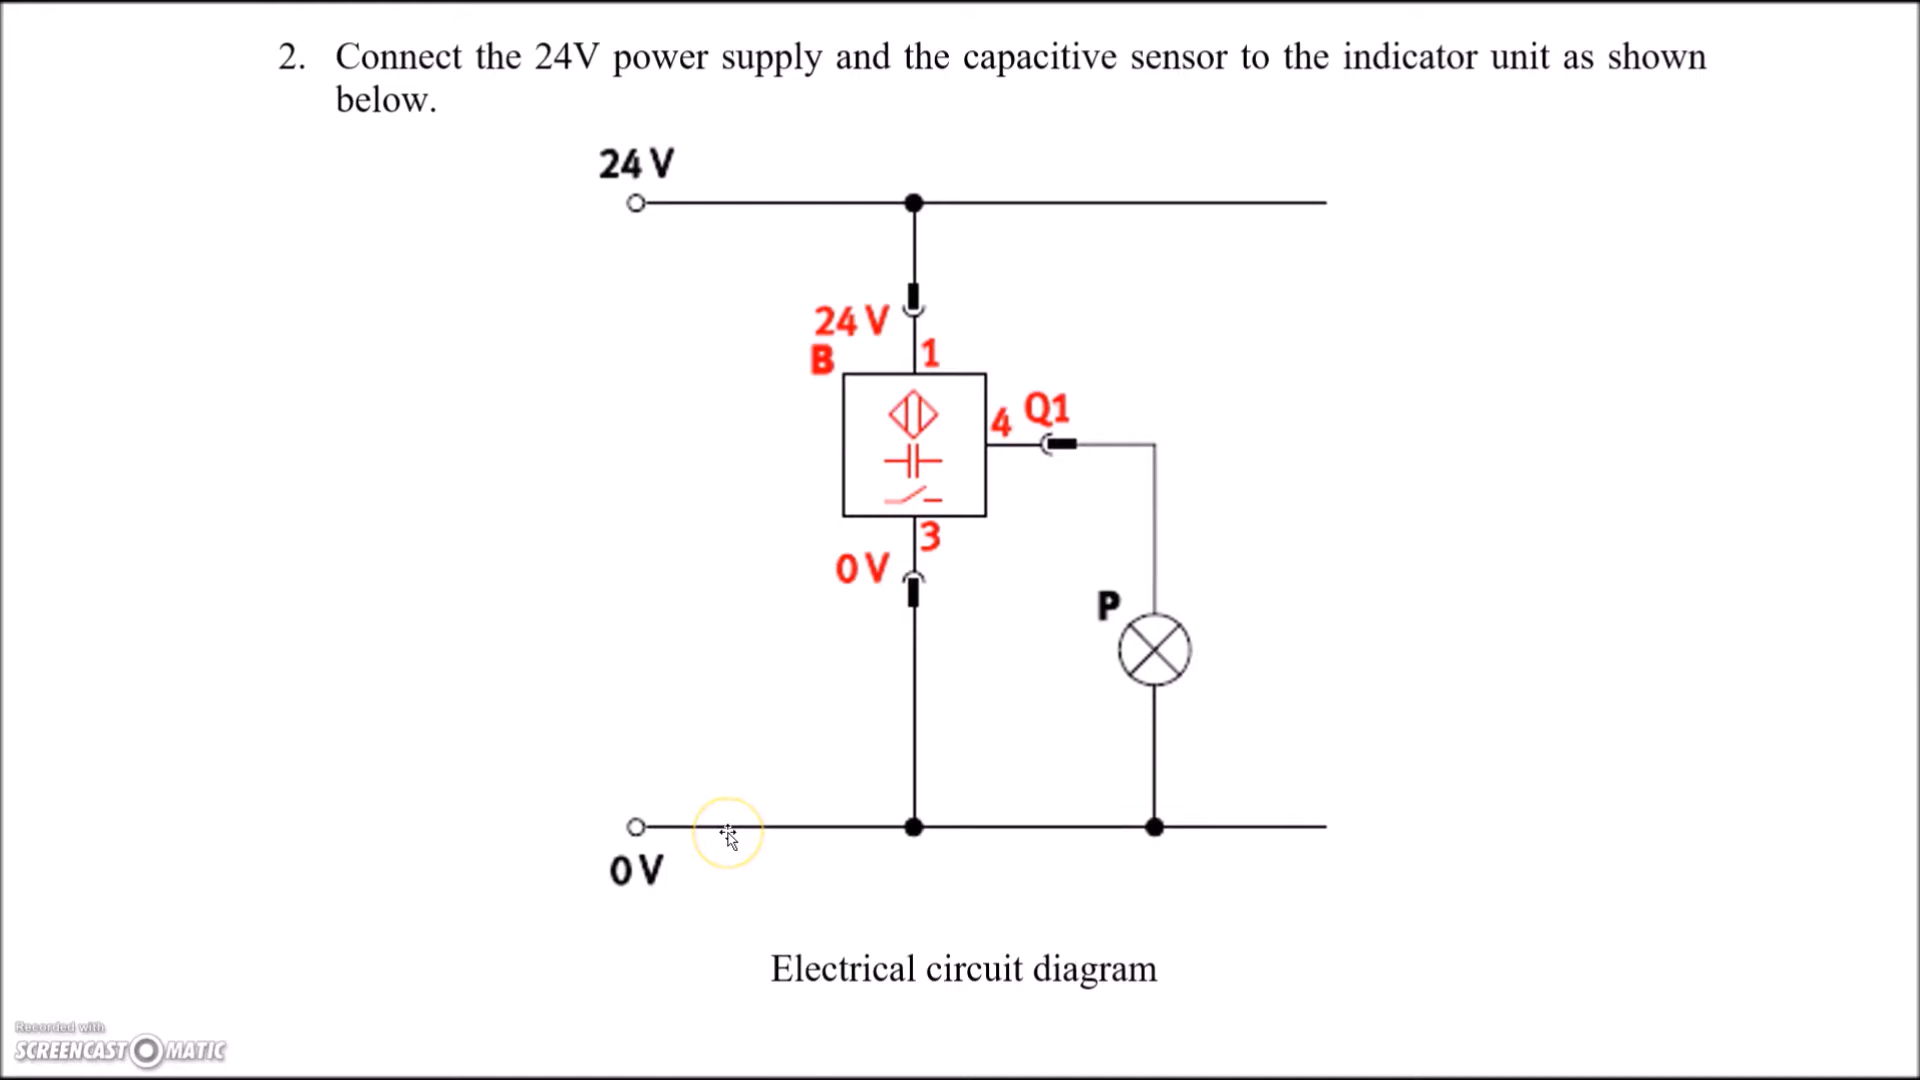 2. Connect the 24V power supply and the capacitive sensor to the indicator unit as shown
below.
24 V
24 V
B
1
4 Q1
3
0 V
P
0 V
Electrical circuit diagram
Recorded with
SCREENCAST O MATIC